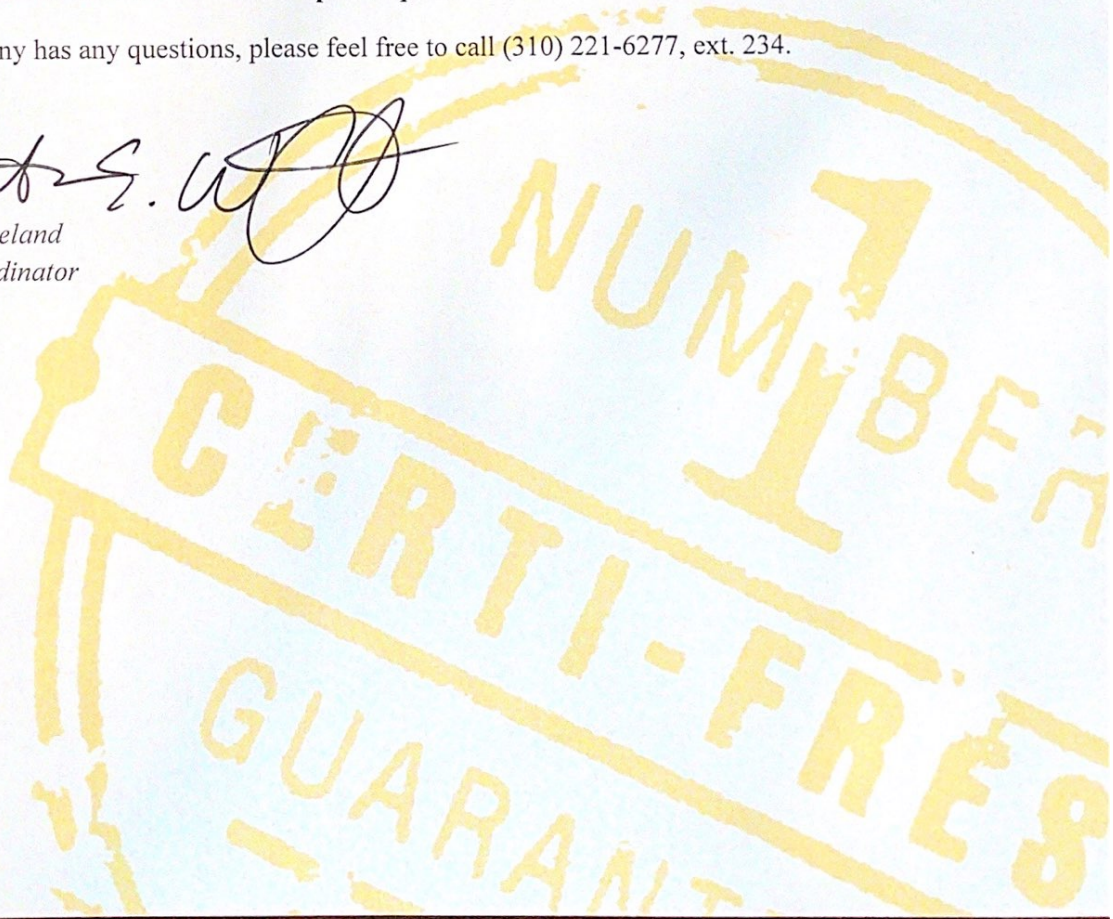 ny has any questions, please feel free to call (310) 221-6277, ext. 234.
eland
dinator
NUMBER
1
CERTI-FRES
GUARANT